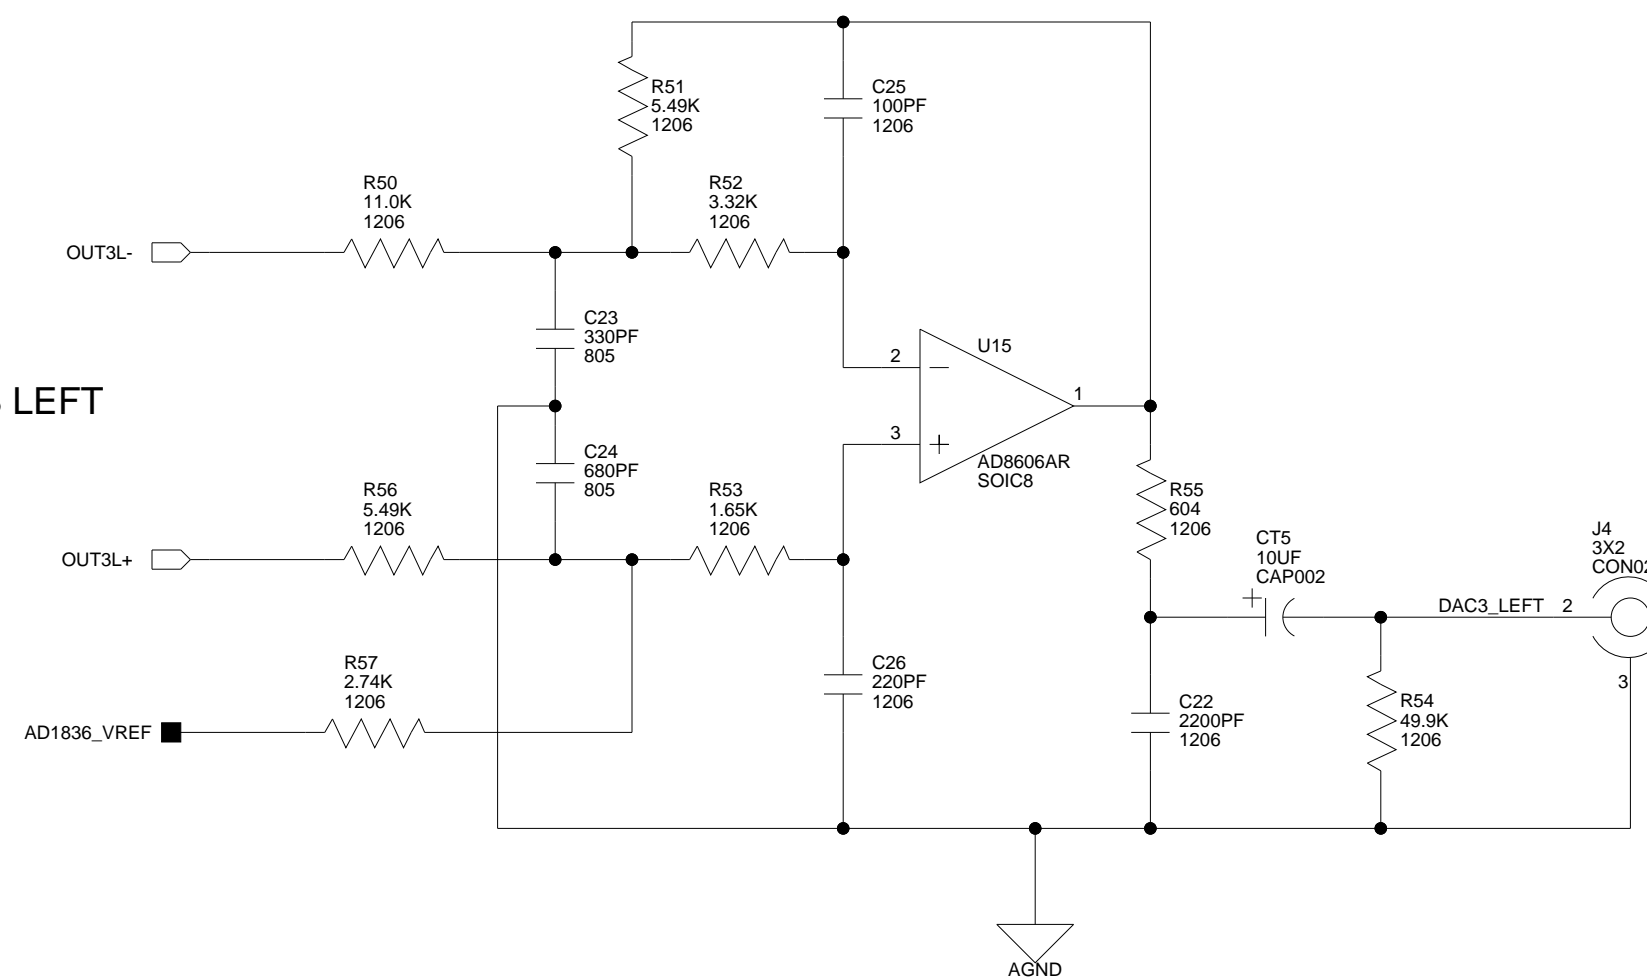 R51
5.49K
1206
C25
100PF
1206
R50
11.0K
1206
R52
3.32K
1206
OUT3L-
C23
330PF
805
U15
2
1
LEFT
3
AD8606AR
SOIC8
C24
680PF
805
R56
5.49K
1206
R53
1.65K
1206
OUT3L+
R55
604
1206
CT5
10UF
CAP002
J4
3X2
DAC3_LEFT 2
R57
2.74K
1206
C26
220PF
1206
3
AD1836_VREF
C22
2200PF
1206
R54
49.9K
1206
AGND